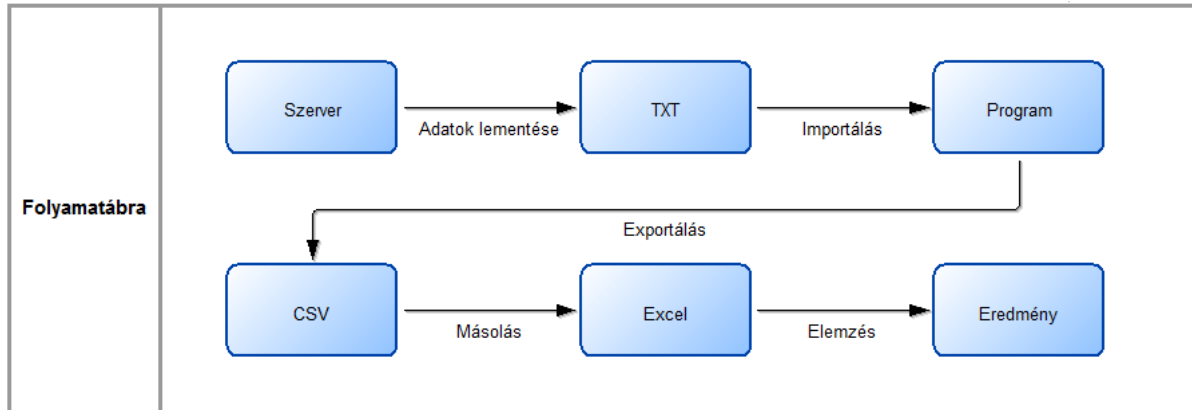 Szerver
Adatok lementése
TXT
Importálás
Program
Folyamatábra
Exportálás
CSV
Másolás
Excel
Elemzés
Eredmény